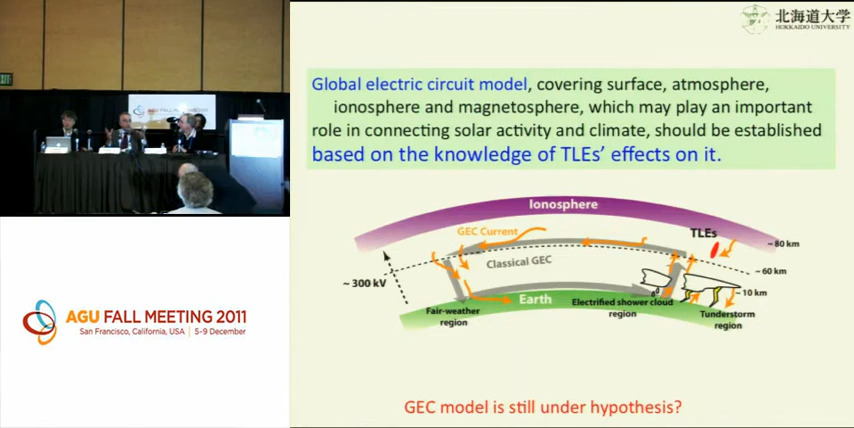 EXIT
AGU FALL MEETING
北海道大学
HOKKAIDO UNIVERSITY
Global electric circuit model, covering surface, atmosphere,
ionosphere and magnetosphere, which may play an important
role in connecting solar activity and climate, should be established
based on the knowledge of TLEs' effects on it.
Ionosphere
GEC Current
TLEs
~ 80 km
Classical GEC
~ 60 km
~ 300 kV
~ 10 km
Earth
Electrified shower cloud
region
Fair-weather
region
Tunderstorm
region
GEC model is still under hypothesis?
AGU FALL MEETING 2011
San Francisco, California, USA | 5-9 December